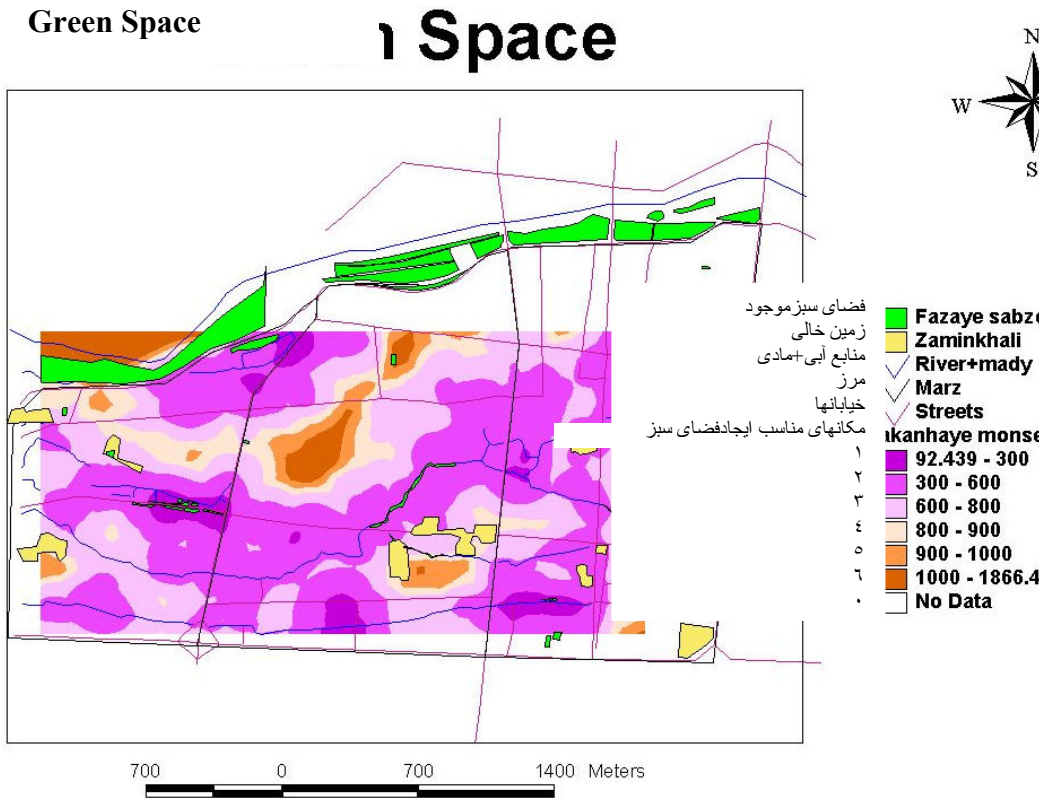 Green Space
Space
N
W
S
فضای سبزموجود
زمین خالی
منابع آبی+مادی
مرز
خیابانها
مکانهای مناسب ایجادفضای سبز
۱
۲
۳
٤
٥
٦
۰
Fazaye sabz
Zaminkhali
River+mady
Marz
Streets
akanhaye monse
92.439 - 300
300 - 600
600 - 800
800 - 900
900 - 1000
1000 - 1866.4
No Data
700 0 700 1400 Meters